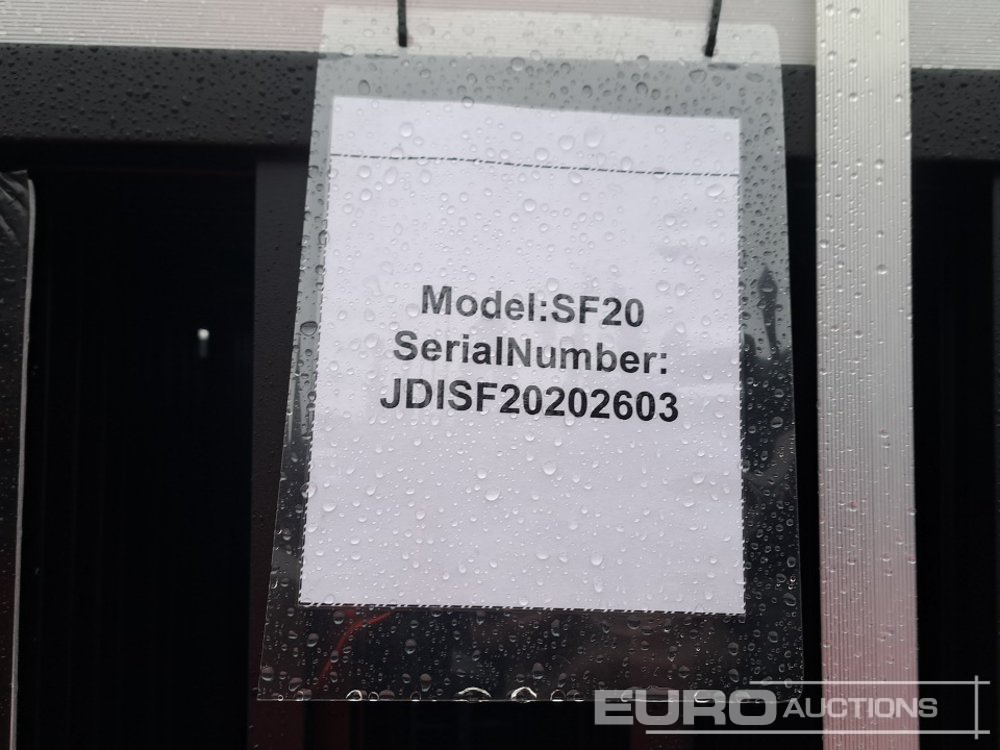 Model:SF20
SerialNumber:
JDISF20202603
EURO AUCTIONS